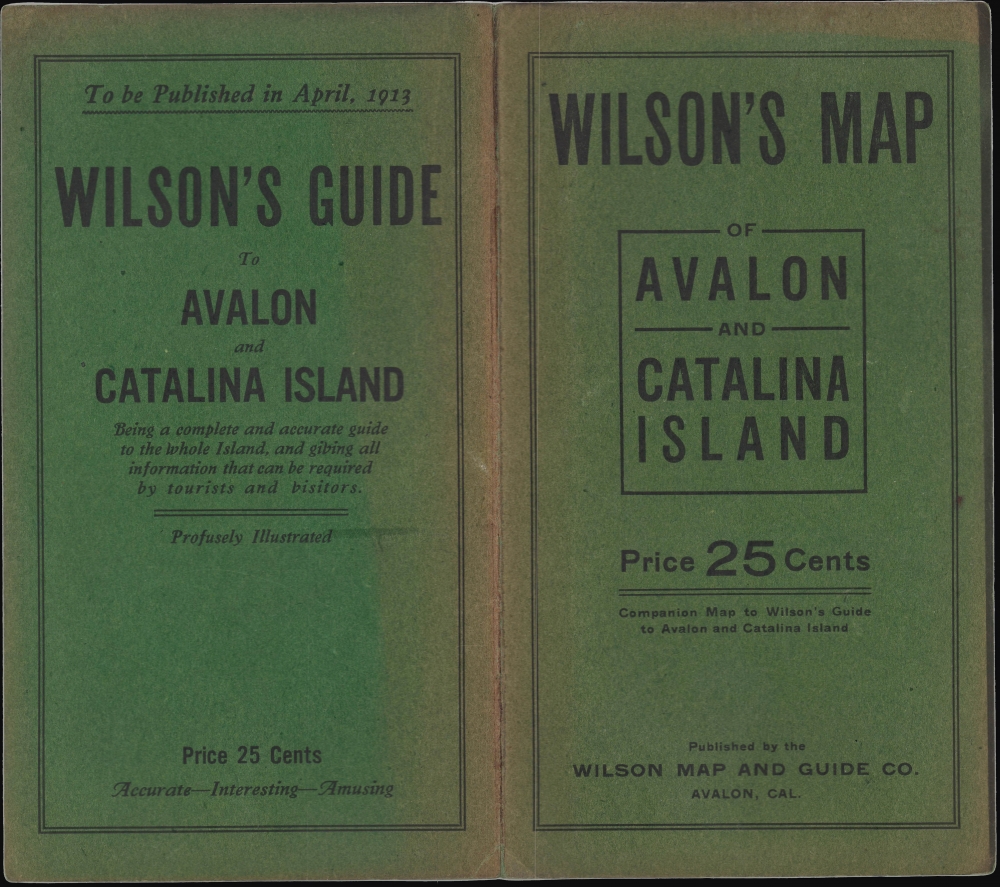 To be Published in April, 1913
WILSON'S GUIDE
To
AVALON
and
CATALINA ISLAND
Being a complete and accurate guide
to the whole Island, and giving all
information that can be required
by tourists and visitors.
Profusely Illustrated
Price 25 Cents
Accurate—Interesting—Amusing
WILSON'S MAP
OF
AVALON
AND
CATALINA
ISLAND
Price 25 Cents
Companion Map to Wilson's Guide
to Avalon and Catalina Island
Published by the
WILSON MAP AND GUIDE CO.
AVALON, CAL.